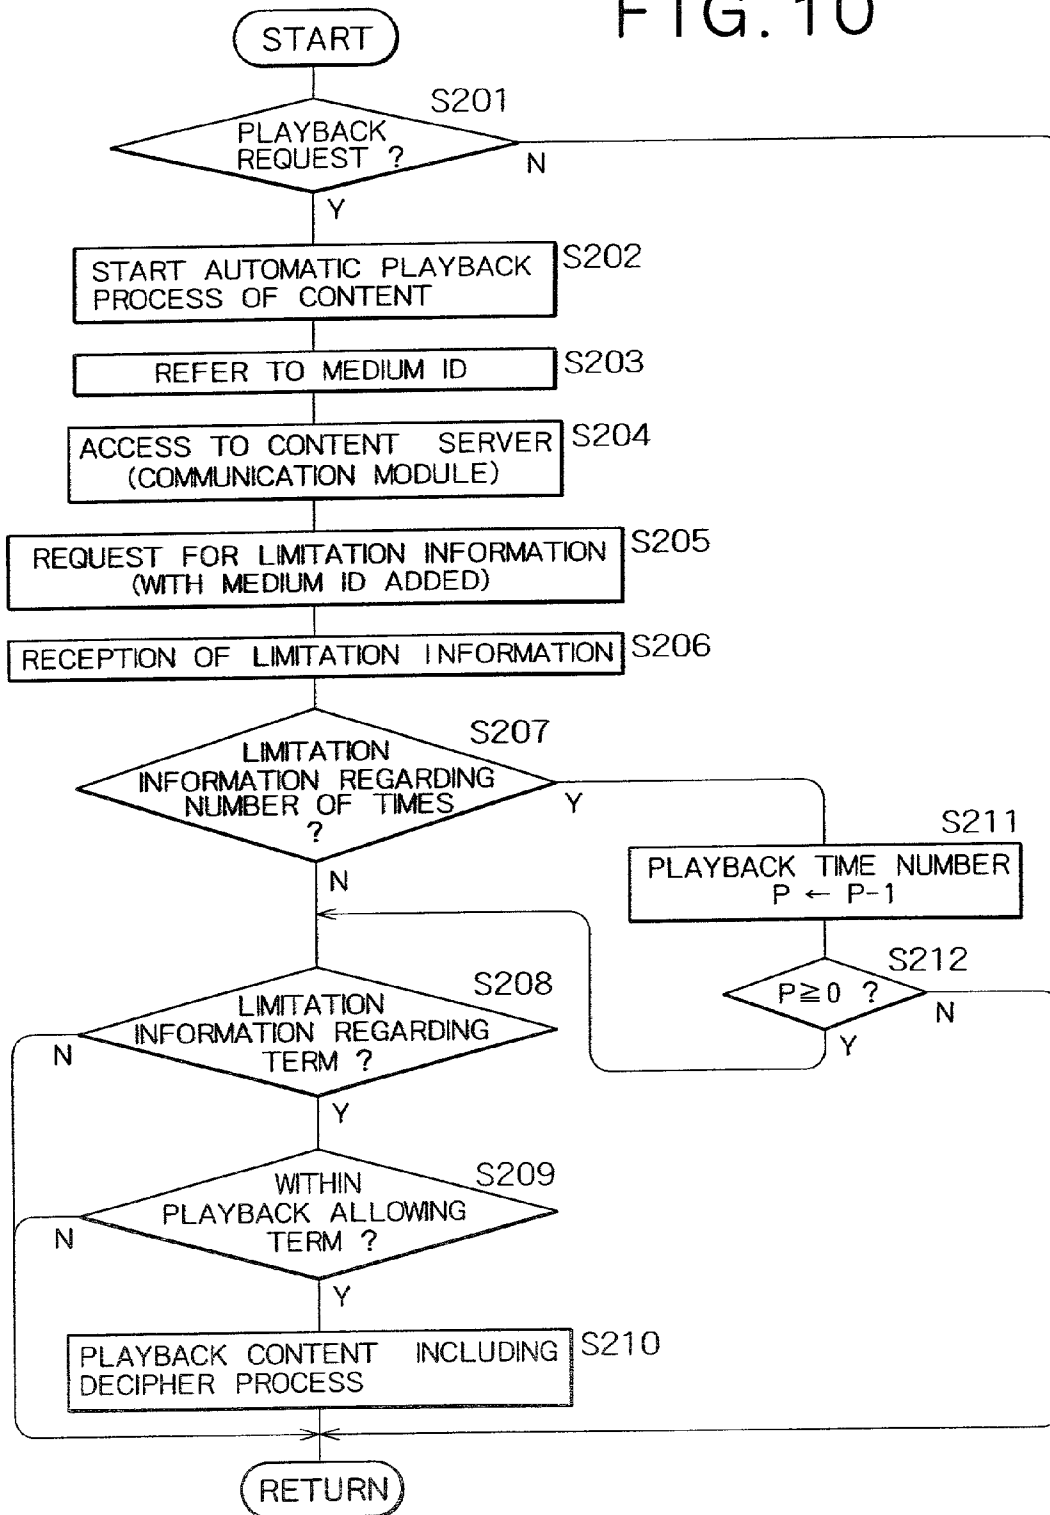 FIG. 10
START
S201
PLAYBACK
REQUEST ?
N
Y
S202
START AUTOMATIC PLAYBACK
PROCESS OF CONTENT
S203
REFER TO MEDIUM ID
S204
ACCESS TO CONTENT SERVER
(COMMUNICATION MODULE)
S205
REQUEST FOR LIMITATION INFORMATION
(WITH MEDIUM ID ADDED)
S206
RECEPTION OF LIMITATION INFORMATION
S207
LIMITATION
INFORMATION REGARDING
NUMBER OF TIMES
?
Y
N
S211
PLAYBACK TIME NUMBER
P ← P-1
S212
P≧0 ?
N
Y
S208
LIMITATION
INFORMATION REGARDING
TERM ?
N
Y
S209
WITHIN
PLAYBACK ALLOWING
TERM ?
N
Y
S210
PLAYBACK CONTENT INCLUDING
DECIPHER PROCESS
RETURN